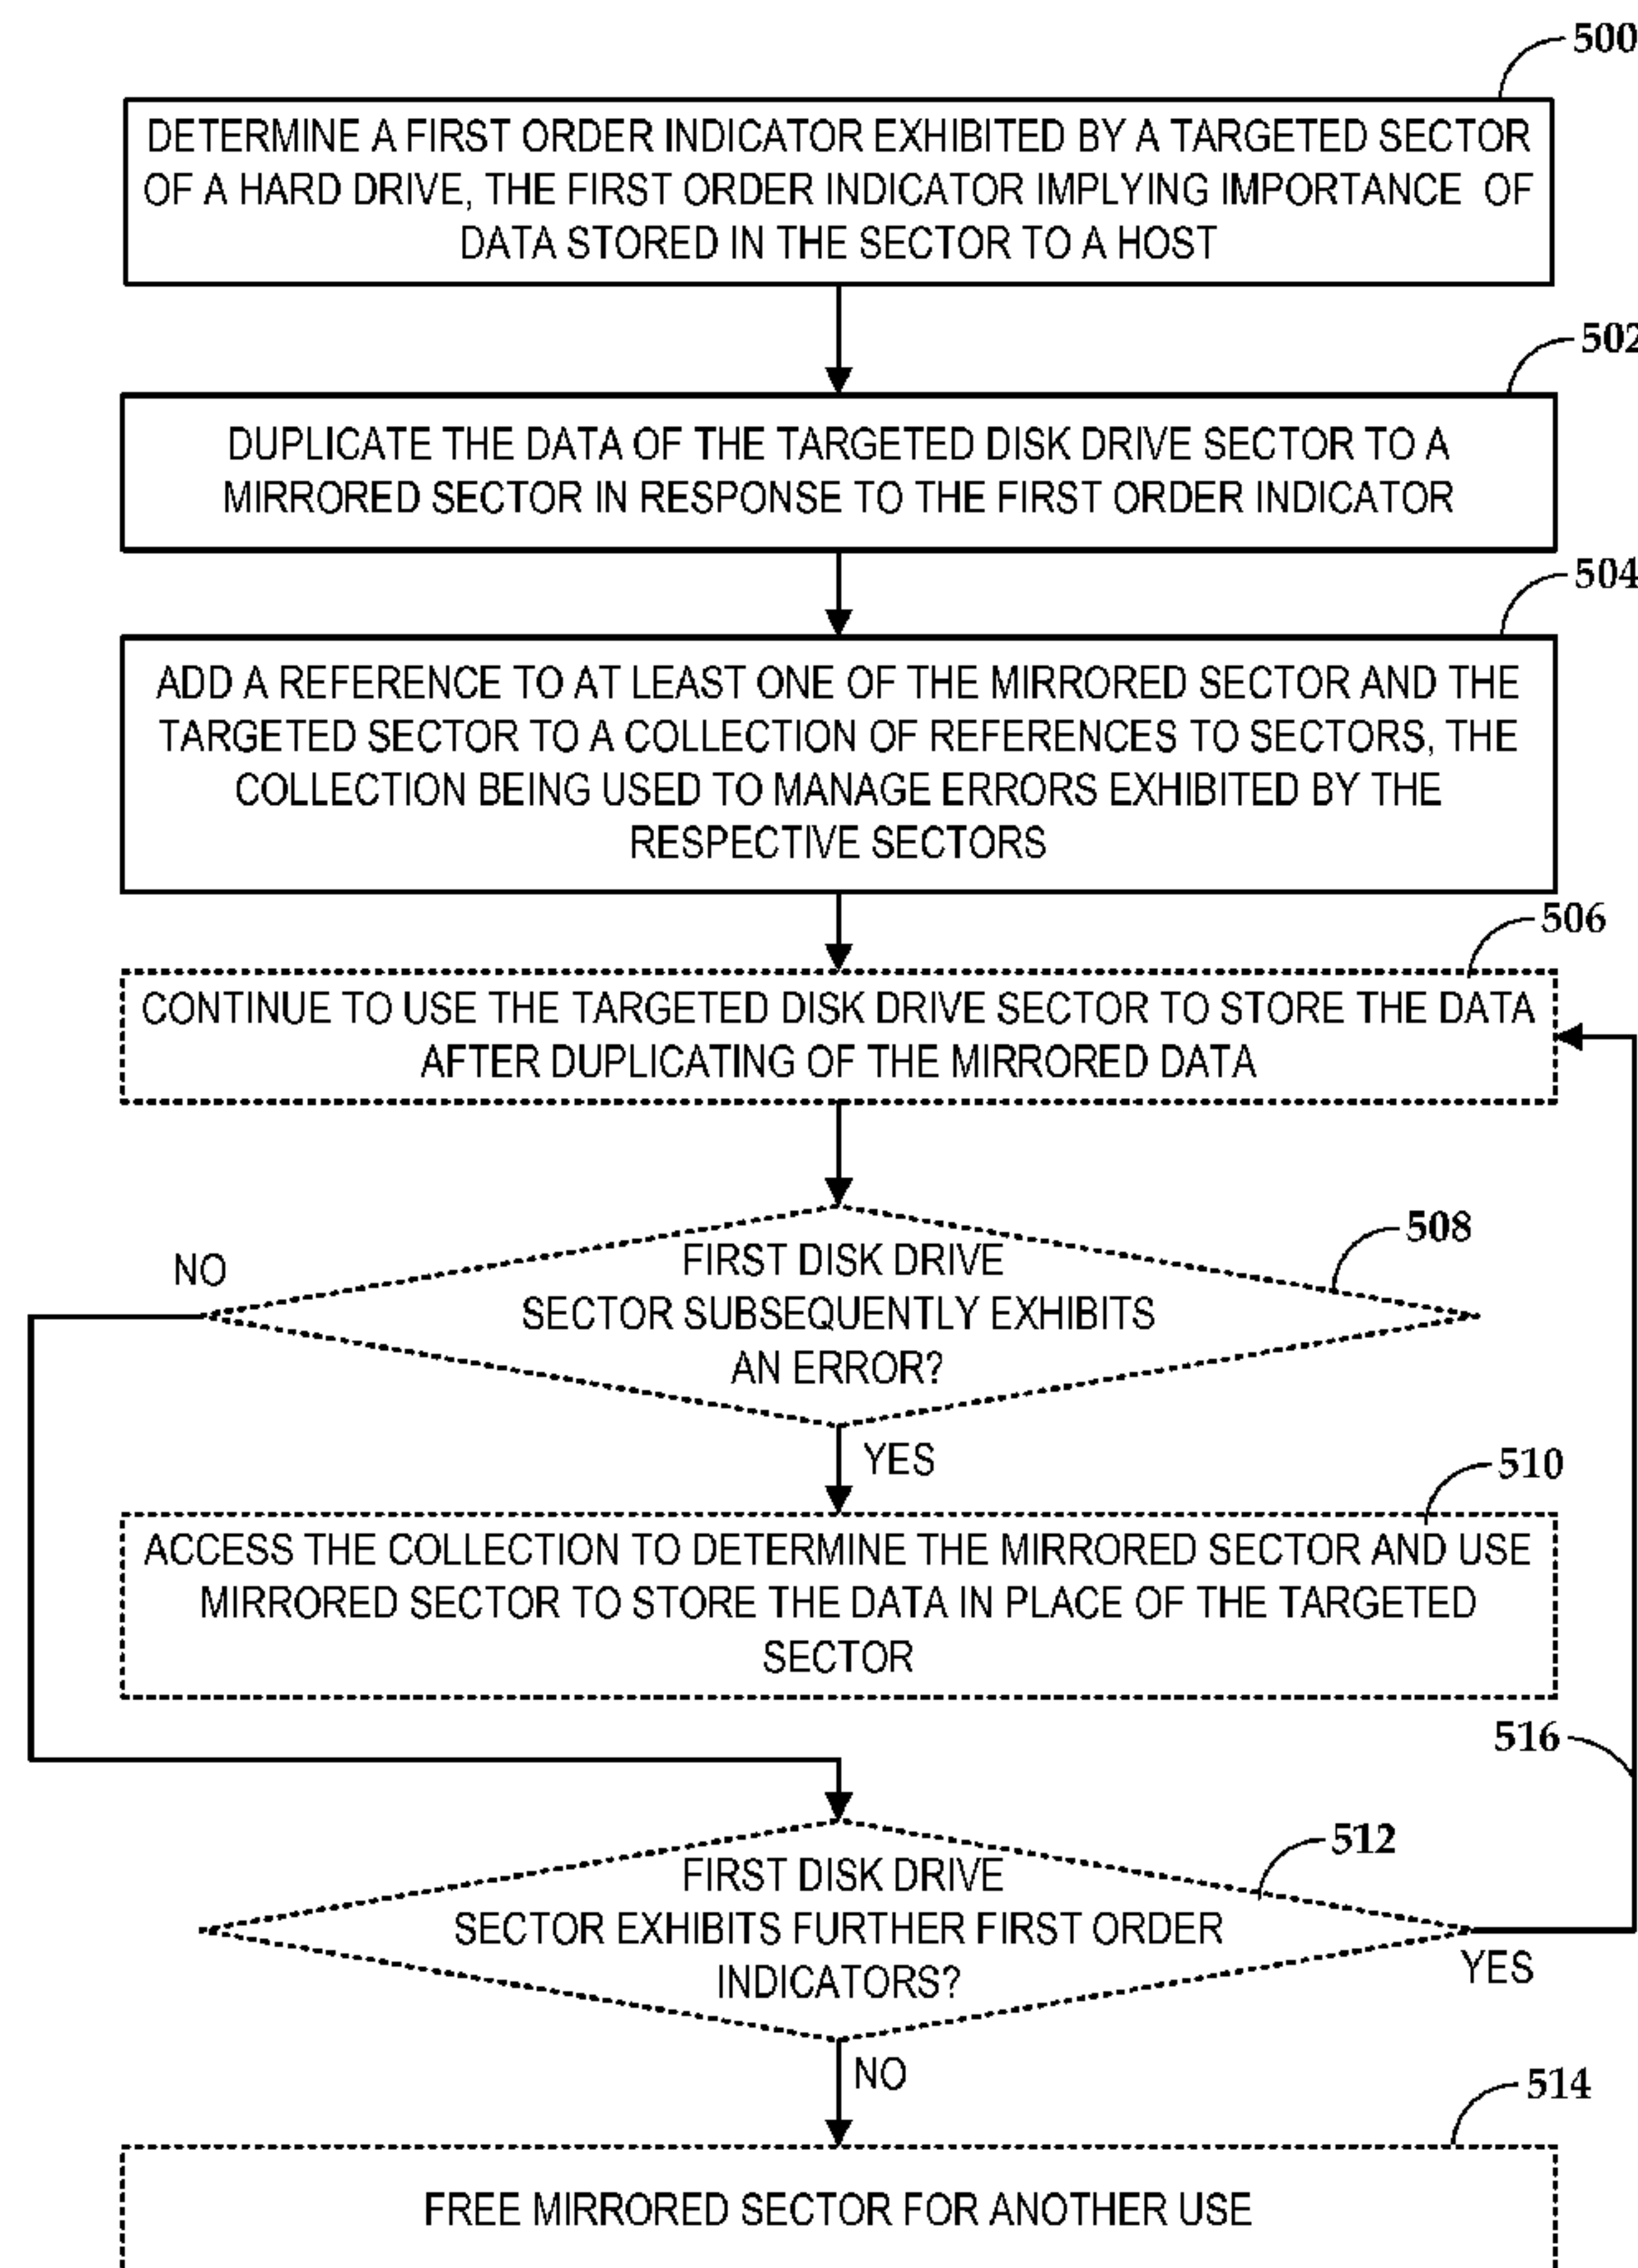 500
DETERMINE A FIRST ORDER INDICATOR EXHIBITED BY A TARGETED SECTOR
OF A HARD DRIVE, THE FIRST ORDER INDICATOR IMPLYING IMPORTANCE OF
DATA STORED IN THE SECTOR TO A HOST
502
DUPLICATE THE DATA OF THE TARGETED DISK DRIVE SECTOR TO A
MIRRORED SECTOR IN RESPONSE TO THE FIRST ORDER INDICATOR
504
ADD A REFERENCE TO AT LEAST ONE OF THE MIRRORED SECTOR AND THE
TARGETED SECTOR TO A COLLECTION OF REFERENCES TO SECTORS, THE
COLLECTION BEING USED TO MANAGE ERRORS EXHIBITED BY THE
RESPECTIVE SECTORS
506
CONTINUE TO USE THE TARGETED DISK DRIVE SECTOR TO STORE THE DATA
AFTER DUPLICATING OF THE MIRRORED DATA
508
NO
FIRST DISK DRIVE
SECTOR SUBSEQUENTLY EXHIBITS
AN ERROR?
YES
510
ACCESS THE COLLECTION TO DETERMINE THE MIRRORED SECTOR AND USE
MIRRORED SECTOR TO STORE THE DATA IN PLACE OF THE TARGETED
SECTOR
516
512
FIRST DISK DRIVE
SECTOR EXHIBITS FURTHER FIRST ORDER
INDICATORS?
YES
NO
514
FREE MIRRORED SECTOR FOR ANOTHER USE